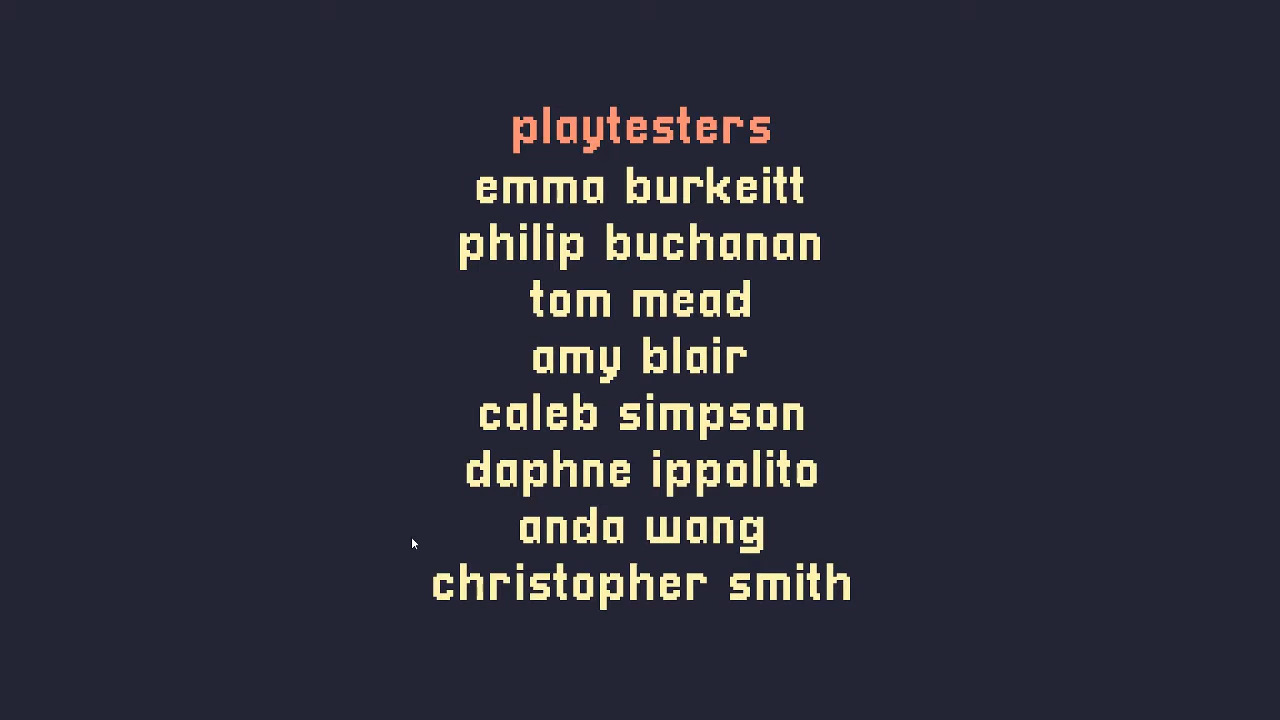 playtesters
emma burkeitt
philip buchanan
tom mead
amy blair
caleb simpson
daphne ippolito
anda wang
christopher smith